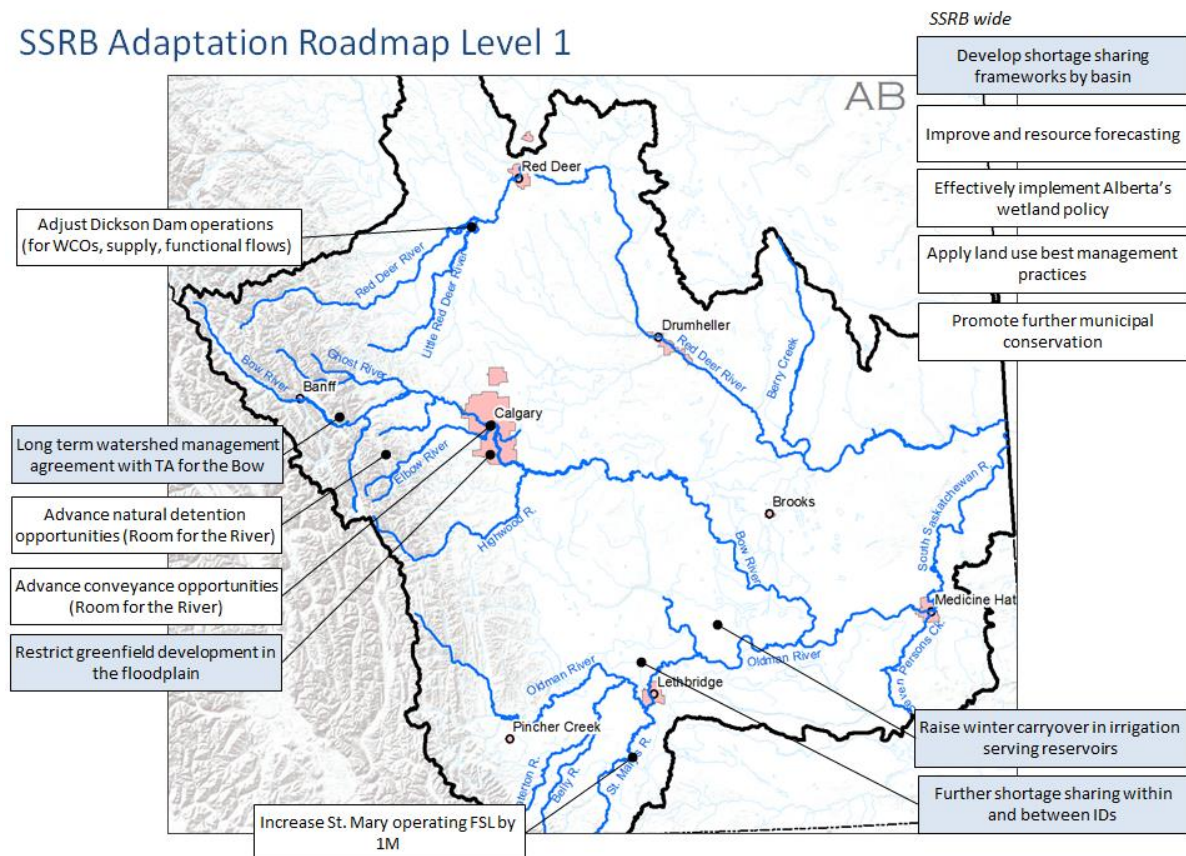 SSRB Adaptation Roadmap Level 1
SSRB wide
Develop shortage sharing
frameworks by basin
Improve and resource forecasting
Effectively implement Alberta's
wetland policy
Apply land use best management
practices
Promote further municipal
conservation
AB
Red Deer
Adjust Dickson Dam operations
(for WCOs, supply, functional flows)
Red Deer River
Little Red Deer River
Drumheller
Red Deer River
Berry Creek
Ghost River
Bow River
Banff
Calgary
Long term watershed management
agreement with TA for the Bow
Elbow River
Advance natural detention
opportunities (Room for the River)
Highwood R.
Brooks
Bow River
South Saskatchewan R.
Advance conveyance opportunities
(Room for the River)
Medicine Hat
Restrict greenfield development in
the floodplain
Oldman River
Oldman River
even Persons Ck.
Lethbridge
Pincher Creek
Raise winter carryover in irrigation
serving reservoirs
terton R.
Belly R.
St. Marys R.
Further shortage sharing within
and between IDs
Increase St. Mary operating FSL by
1M